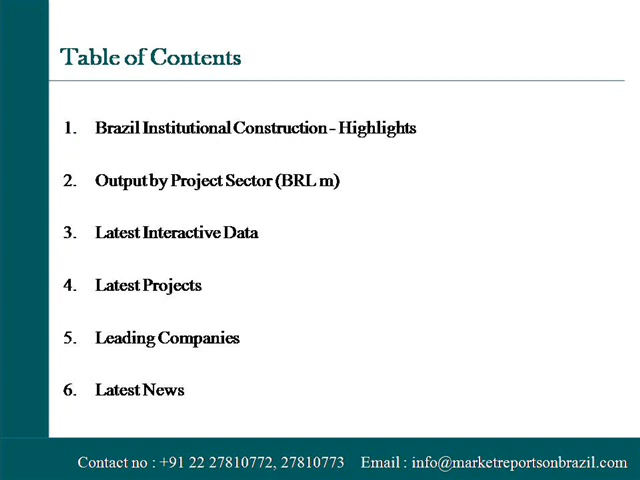 Table of Contents
1. Brazil Institutional Construction - Highlights
2. Output by Project Sector (BRL m)
3. Latest Interactive Data
4. Latest Projects
5. Leading Companies
6. Latest News
Contact no : +91 22 27810772, 27810773 Email : info@marketreportsonbrazil.com